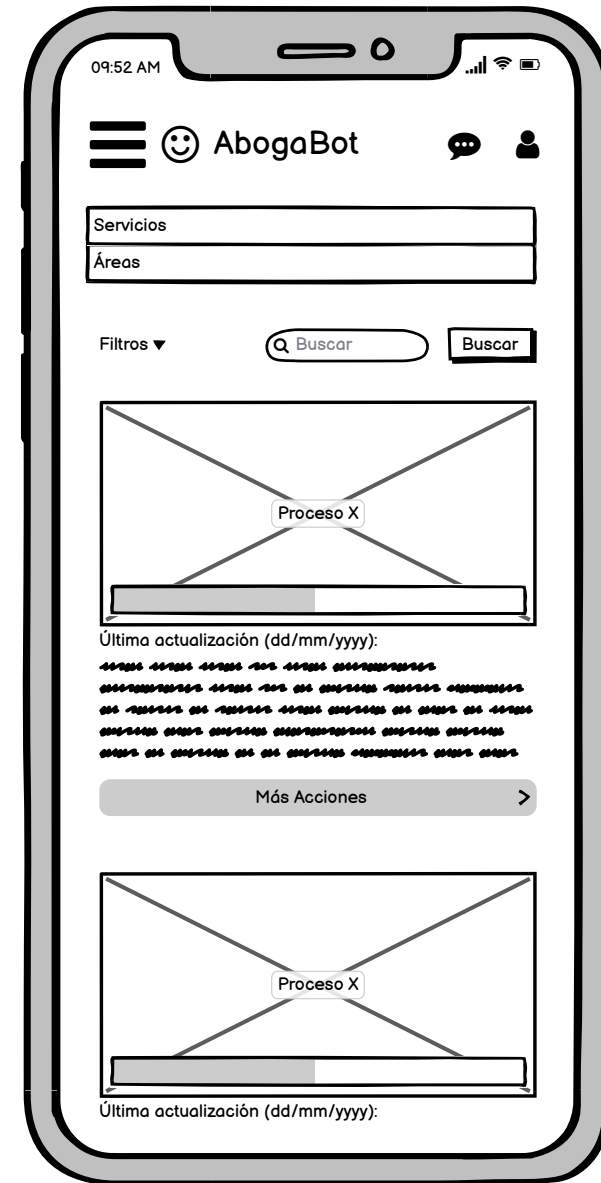 09:52 AM
AbogaBot
Servicios
Áreas
Filtros Buscar Buscar
Proceso X
Última actualización (dd/mm/yyyy):
Más Acciones
Proceso X
Última actualización (dd/mm/yyyy):